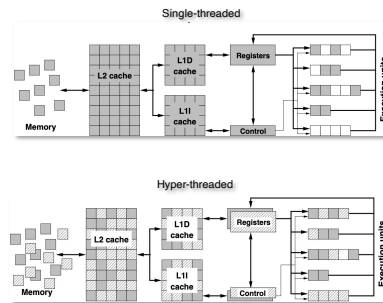 Single-threaded
L2 cache
L1D
cache
L1I
cache
Registers
Control
Memory
Execution units
Hyper-threaded
L2 cache
L1D
cache
L1I
cache
Registers
Control
Memory
Execution units